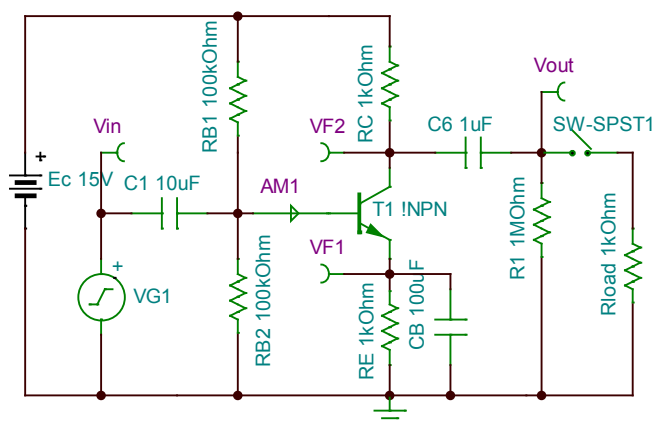 Vout
Vin
RB1 100kOhm
RC 1kOhm
VF2
C6 1uF
SW-SPST1
+
Ec 15V
C1 10uF
AM1
T1 !NPN
+
VG1
VF1
RB2 100kOhm
RE 1kOhm
CB 100uF
R1 1MOhm
Rload 1kOhm